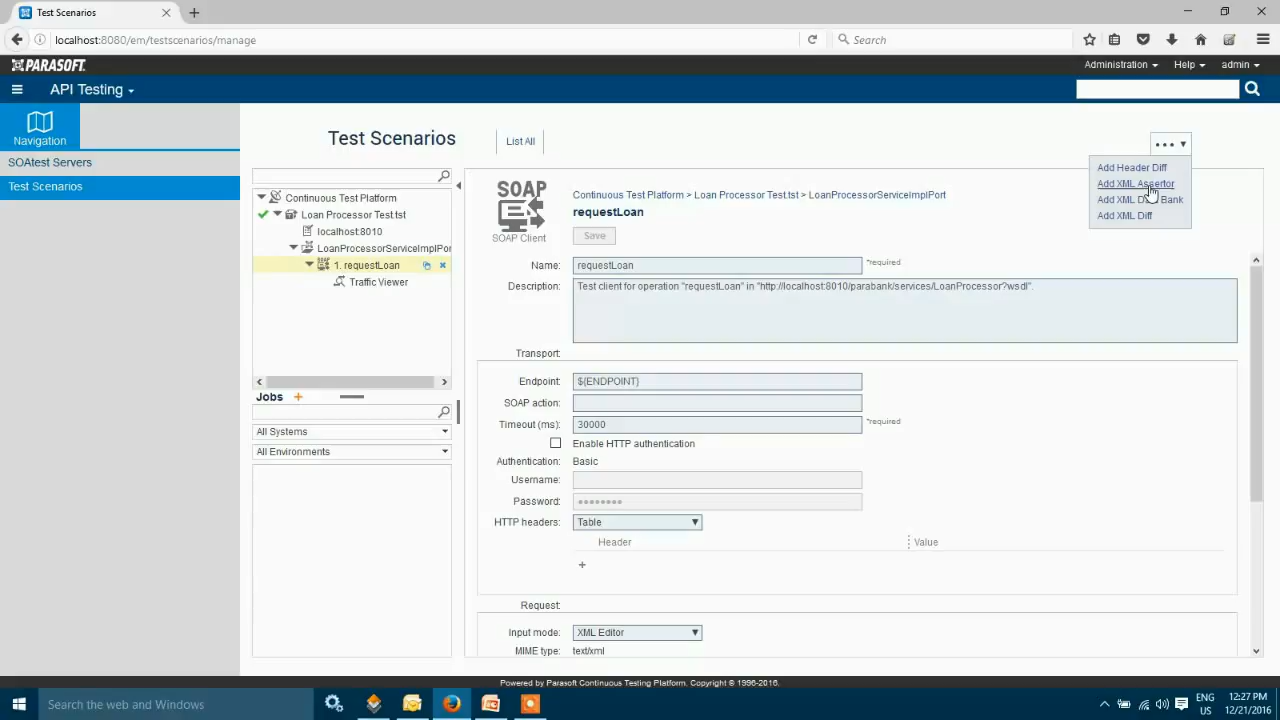 Test Scenarios
localhost:8080/em/testscenarios/manage
Search
PARASOFT
Administration
Help
admin
API Testing
Navigation
SOAtest Servers
Test Scenarios
Test Scenarios
List All
Add Header Diff
Add XML Assertor
Add XML Bank
Add XML Diff
Continuous Test Platform
Loan Processor Test.tst
localhost:8010
LoanProcessorServiceImplPor
1. requestLoan
Traffic Viewer
Jobs
All Systems
All Environments
SOAP
SOAP Client
Continuous Test Platform > Loan Processor Test.tst > LoanProcessorServiceImplPort
requestLoan
Save
Name: requestLoan *required
Description: Test client for operation "requestLoan" in "http://localhost:8010/parabank/services/LoanProcessor?wsdl".
Transport:
Endpoint: ${ENDPOINT}
SOAP action:
Timeout (ms): 30000 *required
Enable HTTP authentication
Authentication: Basic
Username:
Password:
HTTP headers: Table
Header Value
Request:
Input mode: XML Editor
MIME type: text/xml
Powered by Parasoft Continuous Testing Platform. Copyright © 1996-2016.
Search the web and Windows
ENG
US
12:27 PM
12/21/2016